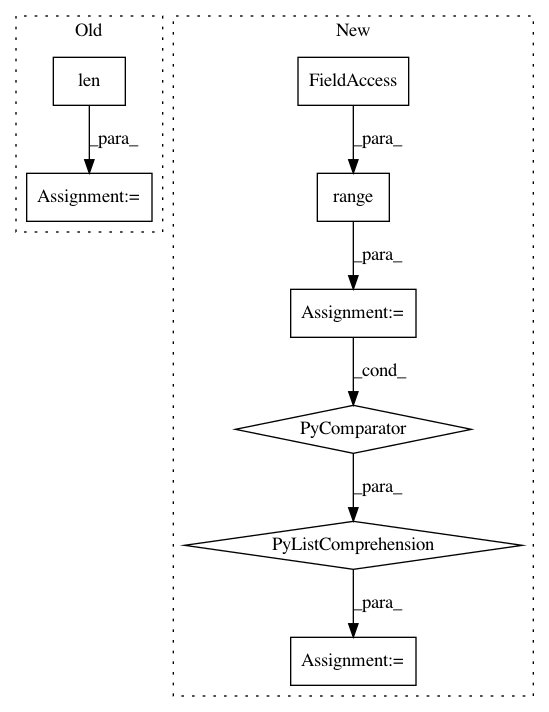 Old
len
_para_
Assignment:=
New
FieldAccess
_para_
range
_para_
Assignment:=
_cond_
PyComparator
_para_
PyListComprehension
_para_
Assignment:=